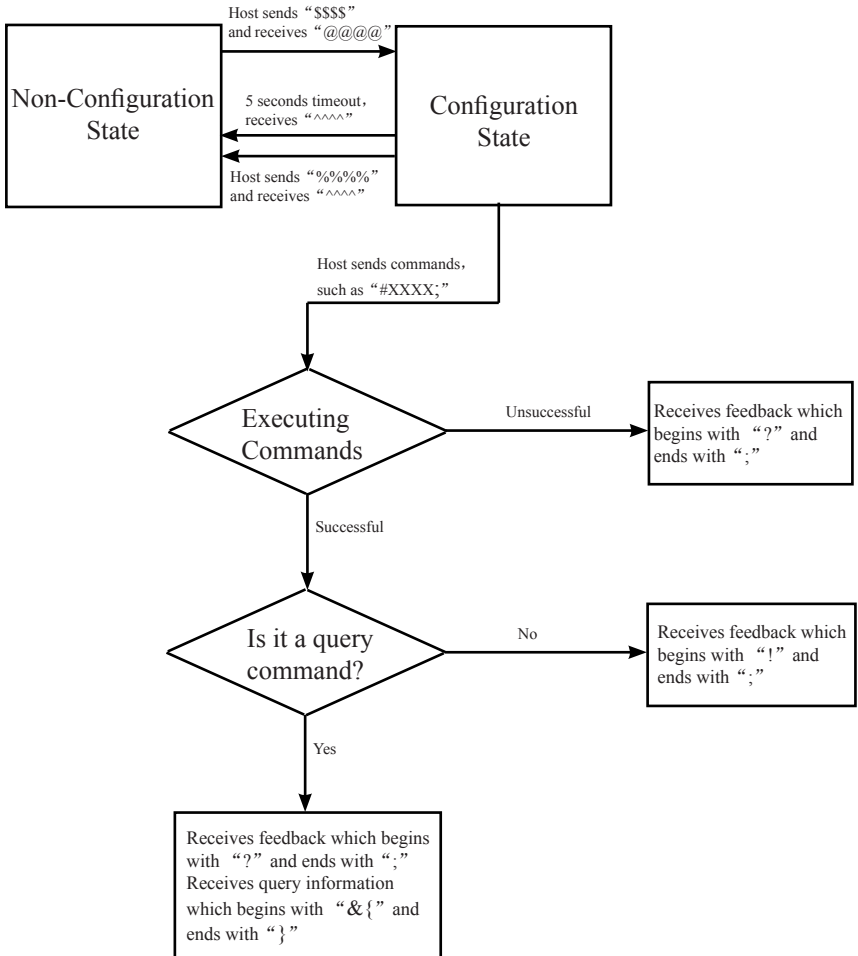 Host sends “$$$$”
and receives “@@@@”
Non-Configuration
State
5 seconds timeout,
receives “^^^^”
Host sends “%%%%”
and receives “^^^^”
Configuration
State
Host sends commands,
such as “#XXXX;”
Executing
Commands
Unsuccessful
Receives feedback which
begins with “?” and
ends with “;”
Successful
Is it a query
command?
No
Receives feedback which
begins with “!” and
ends with “;”
Yes
Receives feedback which begins
with “?” and ends with “;”
Receives query information
which begins with “&{” and
ends with “}”